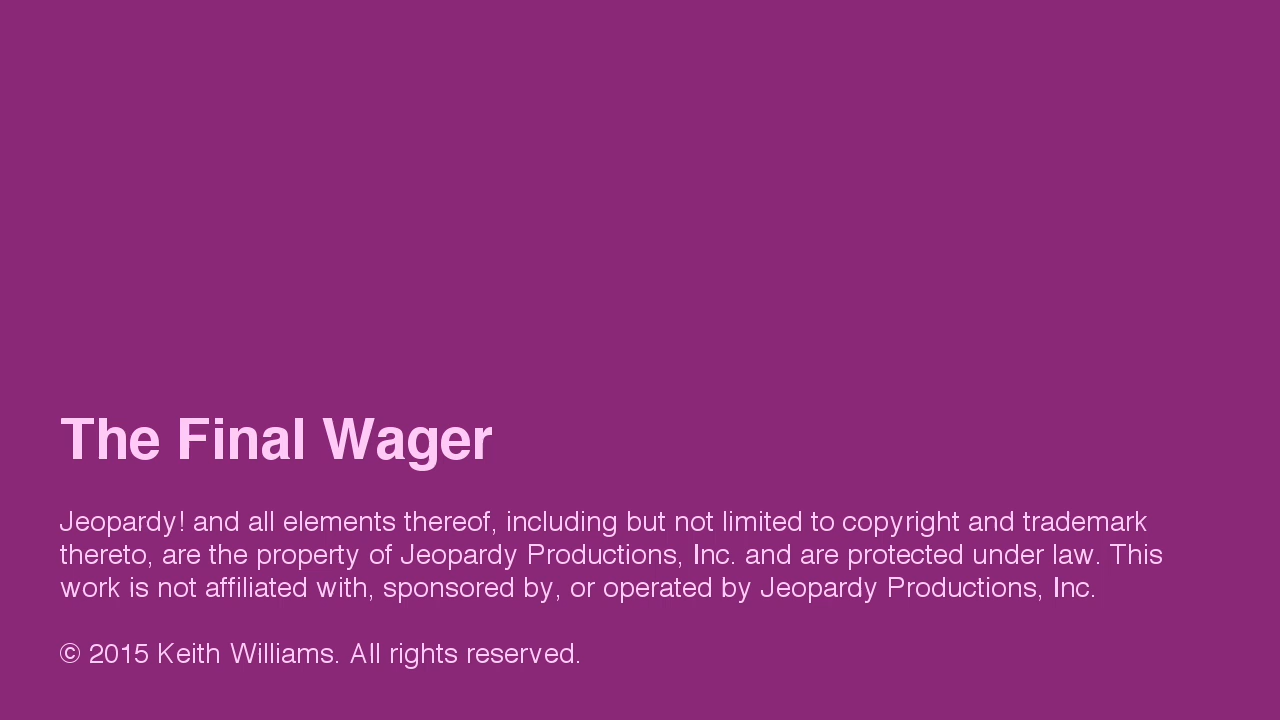 The Final Wager
Jeopardy! and all elements thereof, including but not limited to copyright and trademark
thereto, are the property of Jeopardy Productions, Inc. and are protected under law. This
work is not affiliated with, sponsored by, or operated by Jeopardy Productions, Inc.
© 2015 Keith Williams. All rights reserved.